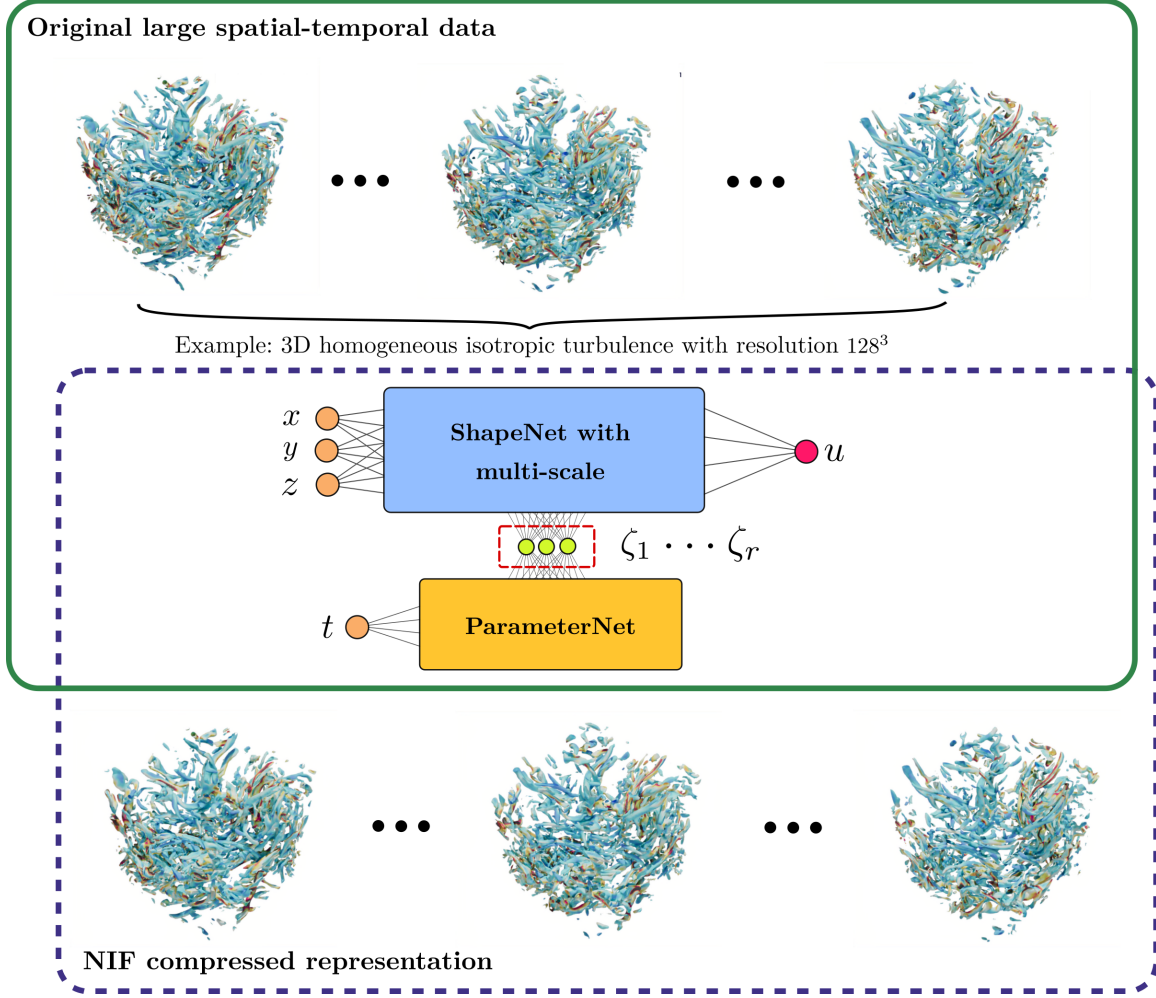 Original large spatial-temporal data
Example: 3D homogeneous isotropic turbulence with resolution 128³
x
y
z
ShapeNet with
multi-scale
u
ζ₁ · · · ζᵣ
t
ParameterNet
NIF compressed representation